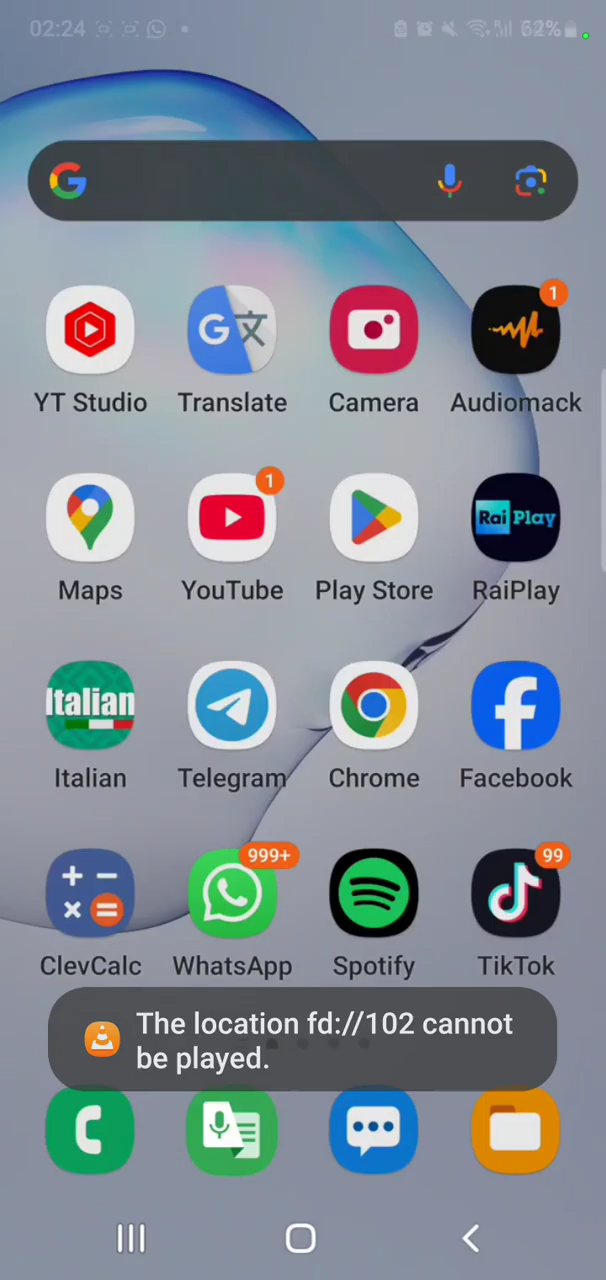 02:24 62%
YT Studio Translate Camera Audiomack
1
Maps YouTube Play Store RaiPlay
1
Rai Play
Italian
Italian Telegram Chrome Facebook
999+ 99
ClevCalc WhatsApp Spotify TikTok
The location fd://102 cannot
be played.